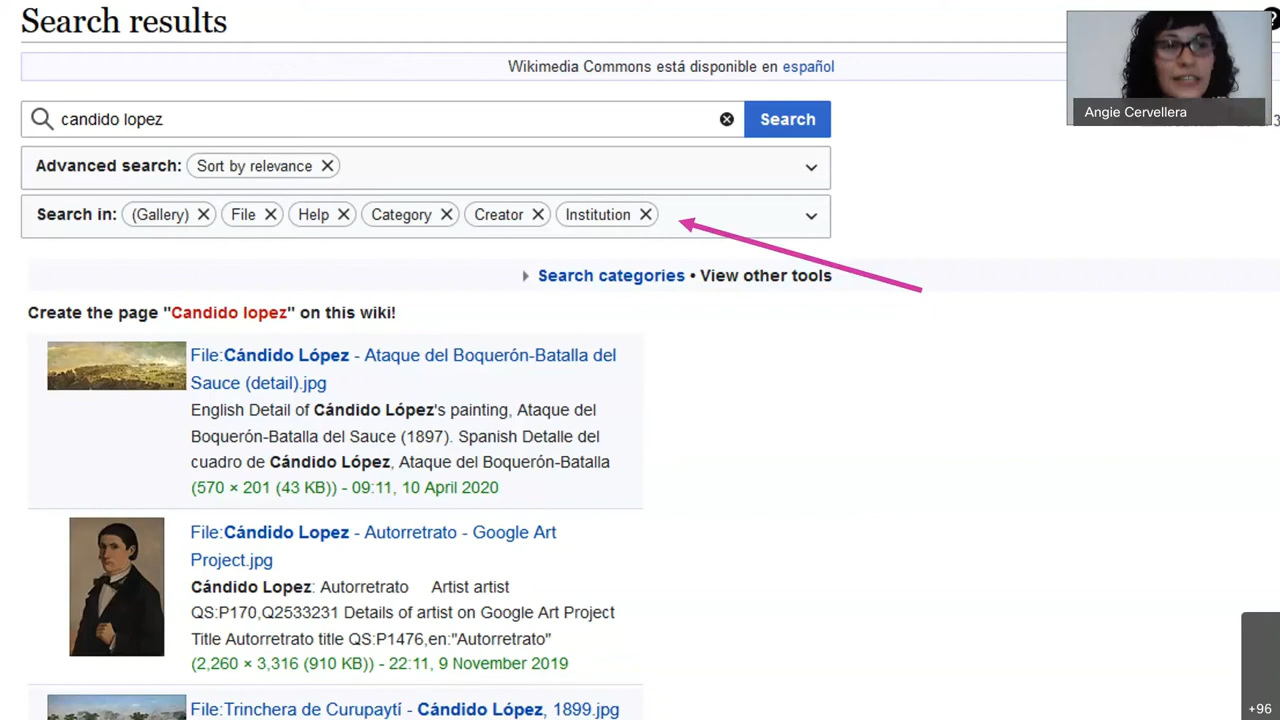 Search results
Wikimedia Commons está disponible en español
candido lopez
Search
Angie Cervellera
Advanced search: Sort by relevance
Search in: (Gallery) File Help Category Creator Institution
Search categories • View other tools
Create the page "Candido lopez" on this wiki!
File:Cándido López - Ataque del Boquerón-Batalla del
Sauce (detail).jpg
English Detail of Cándido López's painting, Ataque del
Boquerón-Batalla del Sauce (1897). Spanish Detalle del
cuadro de Cándido López, Ataque del Boquerón-Batalla
(570 × 201 (43 KB)) - 09:11, 10 April 2020
File:Cándido Lopez - Autorretrato - Google Art
Project.jpg
Cándido Lopez: Autorretrato Artist artist
QS:P170,Q2533231 Details of artist on Google Art Project
Title Autorretrato title QS:P1476,en:"Autorretrato"
(2,260 × 3,316 (910 KB)) - 22:11, 9 November 2019
File:Trinchera de Curupaytí - Cándido López, 1899.jpg
+96